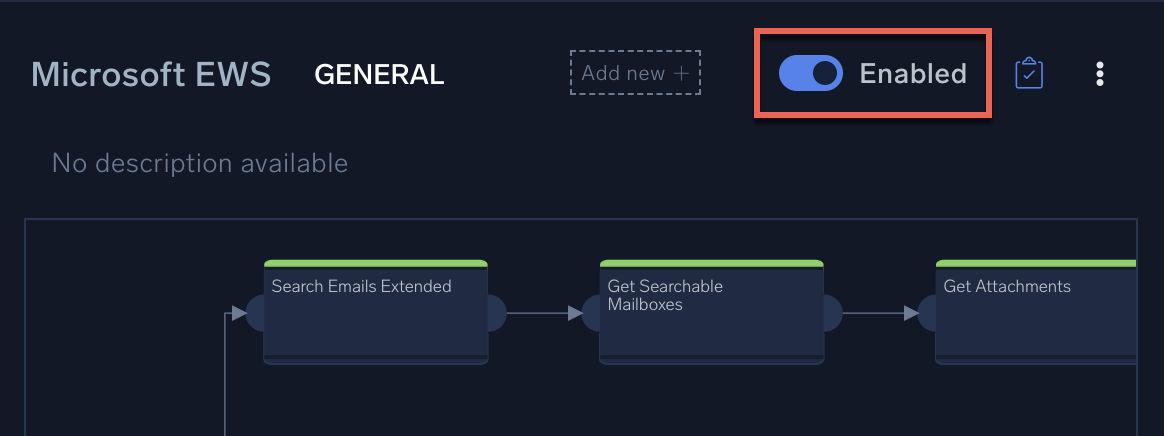 Microsoft EWS GENERAL Add new + Enabled
No description available
Search Emails Extended
Get Searchable
Mailboxes
Get Attachments